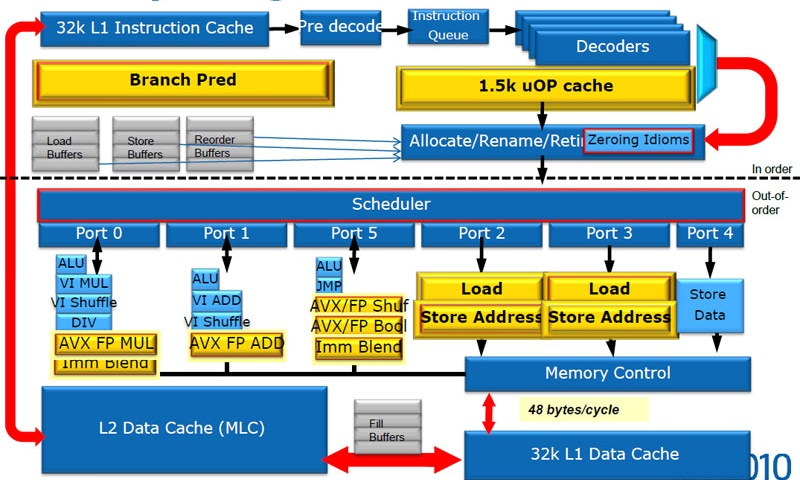 32k L1 Instruction Cache
Pre decode
Instruction
Queue
Decoders
Branch Pred
1.5k uOP cache
Load
Buffers
Store
Buffers
Reorder
Buffers
Allocate/Rename/Reti
Zeroing Idioms
In order
Out-of-
order
Scheduler
Port 0
Port 1
Port 5
Port 2
Port 3
Port 4
ALU
VI MUL
VI Shuffle
DIV
AVX FP MUL
Imm Blend
ALU
VI ADD
VI Shuffle
AVX FP ADD
ALU
JMP
AVX/FP Shuf
AVX/FP Bool
Imm Blend
Load
Store Address
Load
Store Address
Store
Data
Memory Control
48 bytes/cycle
L2 Data Cache (MLC)
Fill
Buffers
32k L1 Data Cache
010